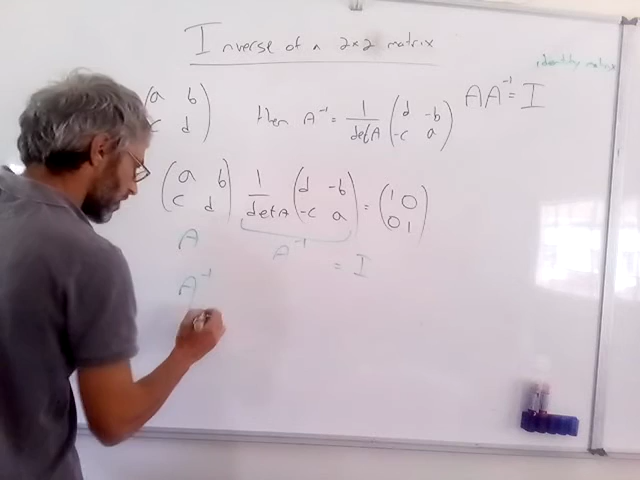 Inverse of a 2x2 matrix
identity matrix
a b
c d ) then A⁻¹ = 1/detA ( d -b
-c a ) AA⁻¹ = I
( a b
c d ) 1/detA ( d -b
-c a ) = ( 1 0
0 1 )
A A⁻¹ = I
A⁻¹